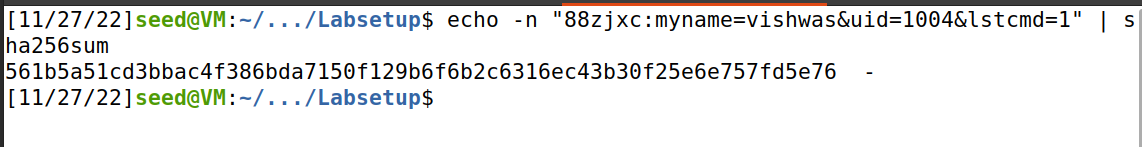 [11/27/22]seed@VM:~/.../Labsetup$ echo -n "88zjxc:myname=vishwas&uid=1004&lstcmd=1" | s
ha256sum
561b5a51cd3bbac4f386bda7150f129b6f6b2c6316ec43b30f25e6e757fd5e76  -
[11/27/22]seed@VM:~/.../Labsetup$